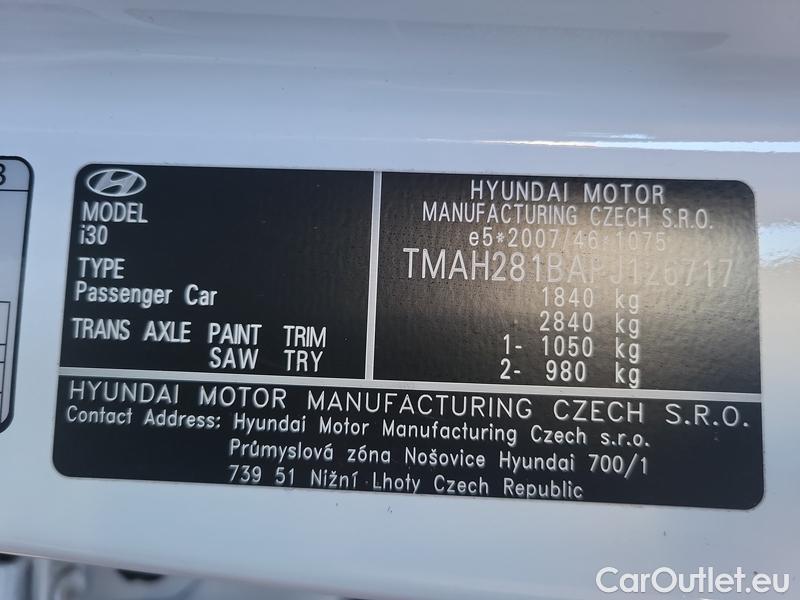 8
MODEL
i30
TYPE
Passenger Car
TRANS AXLE PAINT TRIM
SAW TRY
HYUNDAI MOTOR
MANUFACTURING CZECH S.R.O.
e5*2007/46*1075
TMAH281BAPJ126717
1840 kg
2840 kg
1- 1050 kg
2- 980 kg
HYUNDAI MOTOR MANUFACTURING CZECH S.R.O.
Contact Address: Hyundai Motor Manufacturing Czech s.r.o.
Průmyslová zóna Nošovice Hyundai 700/1
739 51 Nižní Lhoty Czech Republic
CarOutlet.eu